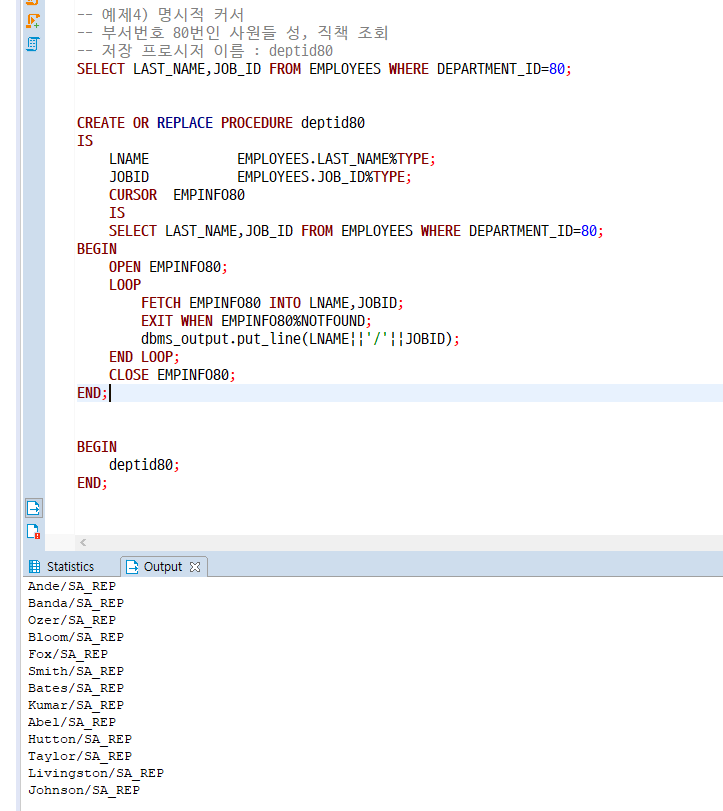 -- 예제4) 명시적 커서
-- 부서번호 80번인 사원들 성, 직책 조회
-- 저장 프로시저 이름 : deptid80
SELECT LAST_NAME,JOB_ID FROM EMPLOYEES WHERE DEPARTMENT_ID=80;
CREATE OR REPLACE PROCEDURE deptid80
IS
LNAME EMPLOYEES.LAST_NAME%TYPE;
JOBID EMPLOYEES.JOB_ID%TYPE;
CURSOR EMPINFO80
IS
SELECT LAST_NAME,JOB_ID FROM EMPLOYEES WHERE DEPARTMENT_ID=80;
BEGIN
OPEN EMPINFO80;
LOOP
FETCH EMPINFO80 INTO LNAME,JOBID;
EXIT WHEN EMPINFO80%NOTFOUND;
dbms_output.put_line(LNAME||'/'||JOBID);
END LOOP;
CLOSE EMPINFO80;
END;
BEGIN
deptid80;
END;
Statistics Output
Ande/SA_REP
Banda/SA_REP
Ozer/SA_REP
Bloom/SA_REP
Fox/SA_REP
Smith/SA_REP
Bates/SA_REP
Kumar/SA_REP
Abel/SA_REP
Hutton/SA_REP
Taylor/SA_REP
Livingston/SA_REP
Johnson/SA_REP